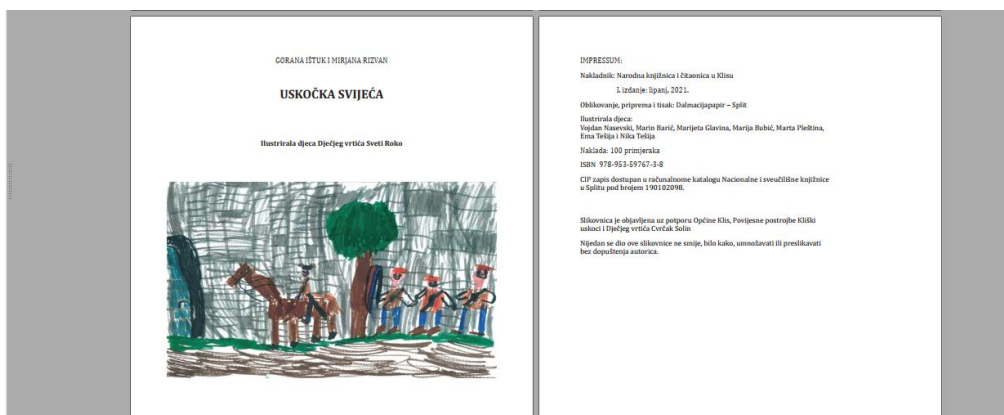 GORANA IŠTUK I MIRJANA RIZVAN
USKOČKA SVIJEĆA
Ilustrirala djeca Dječjeg vrtića Sveti Roko
IMPRESSUM:
Nakladnik: Narodna knjižnica i čitaonica u Klisu
I. izdanje: lipanj, 2021.
Oblikovanje, priprema i tisak: Dalmacijapapir – Split
Ilustrirala djeca:
Vojdan Nasevski, Marin Barić, Marijeta Glavina, Marija Bubić, Marta Pleština,
Ema Tešija i Nika Tešija
Naklada: 100 primjeraka
ISBN 978-953-59767-3-8
CIP zapis dostupan u računalnome katalogu Nacionalne i sveučilišne knjižnice
u Splitu pod brojem 190102098.
Slikovnica je objavljena uz potporu Općine Klis, Povijesne postrojbe Kliški
uskoci i Dječjeg vrtića Cvrčak Solin
Nijedan se dio ove slikovnice ne smije, bilo kako, umnožavati ili preslikavati
bez dopuštenja autorica.